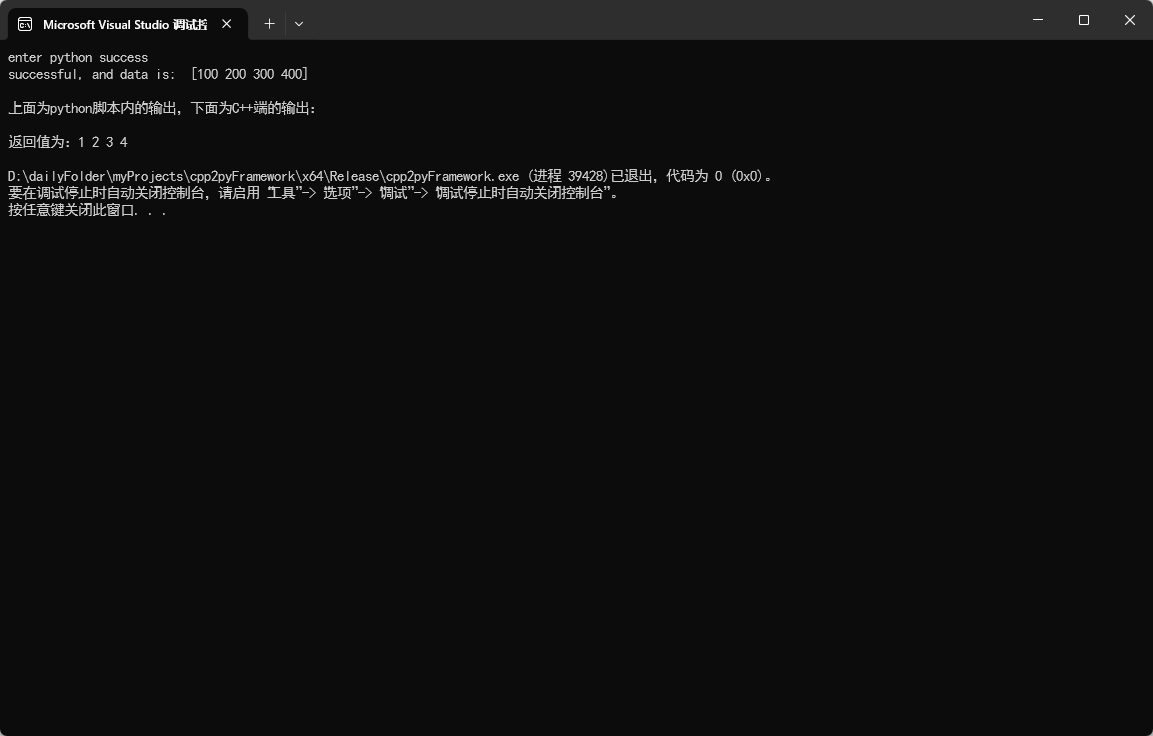 Microsoft Visual Studio 调试控
enter python success
successful, and data is:  [100 200 300 400]
上面为python脚本内的输出，下面为C++端的输出：
返回值为：1 2 3 4
D:\dailyFolder\myProjects\cpp2pyFramework\x64\Release\cpp2pyFramework.exe (进程 39428)已退出，代码为 0 (0x0)。
要在调试停止时自动关闭控制台，请启用“工具”->“选项”->“调试”->“调试停止时自动关闭控制台”。
按任意键关闭此窗口. . .